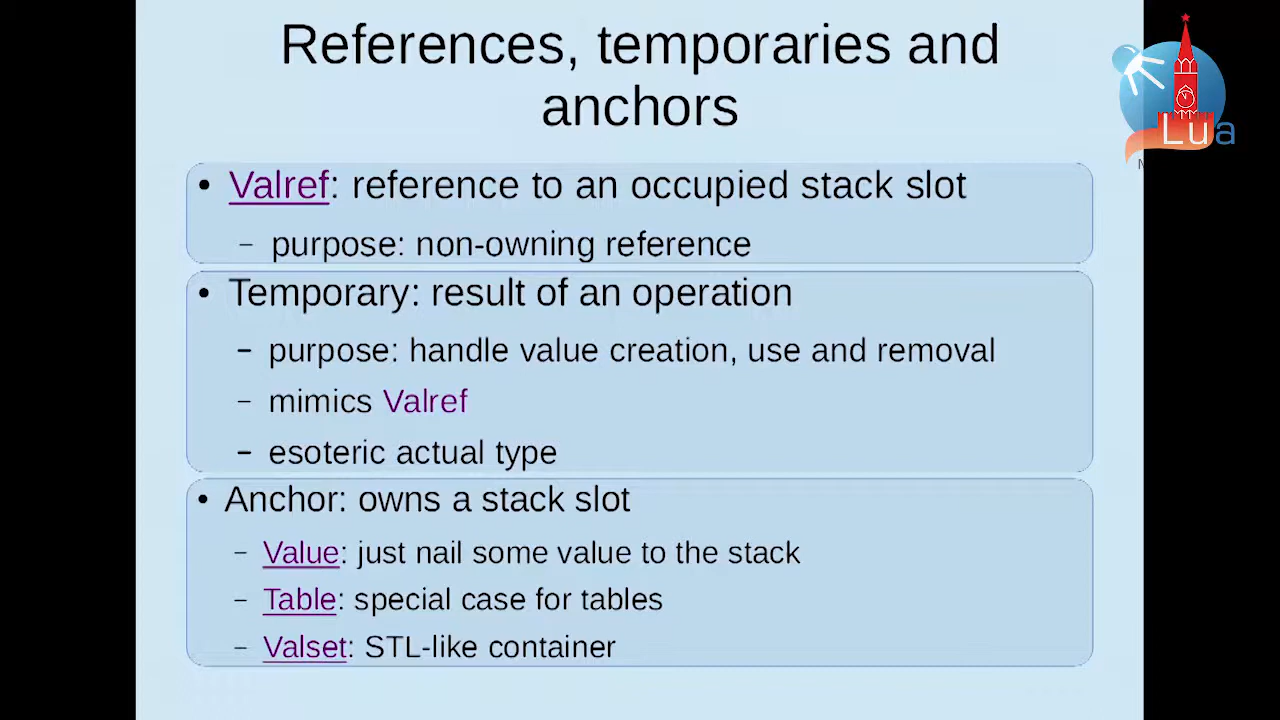 References, temporaries and
anchors
• Valref: reference to an occupied stack slot
– purpose: non-owning reference
• Temporary: result of an operation
– purpose: handle value creation, use and removal
– mimics Valref
– esoteric actual type
• Anchor: owns a stack slot
– Value: just nail some value to the stack
– Table: special case for tables
– Valset: STL-like container
Lua